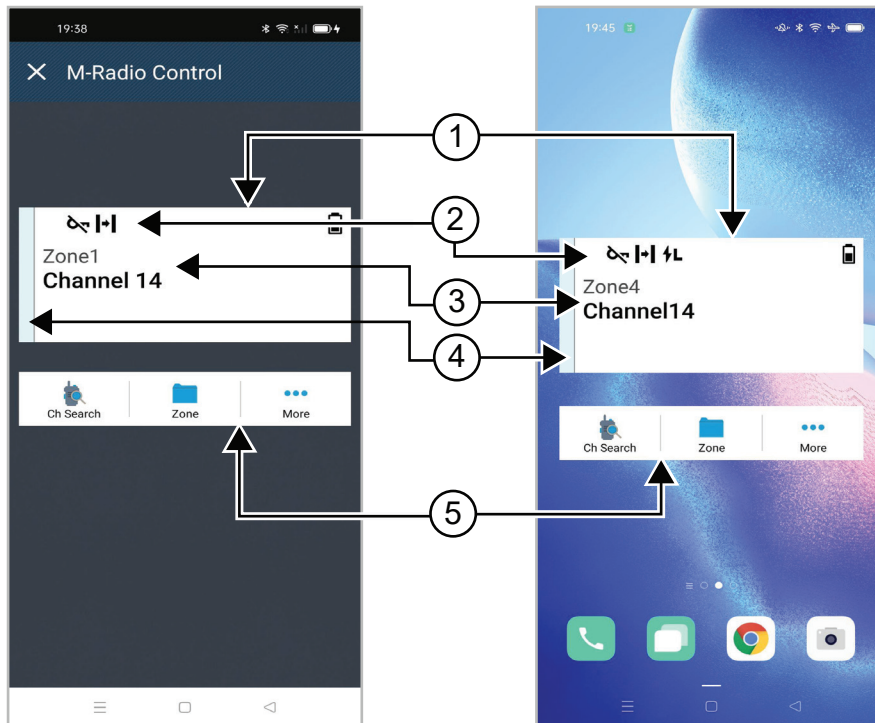 19:38
M-Radio Control
Zone1
Channel 14
Ch Search
Zone
More
1
2
3
4
5
19:45
L
Zone4
Channel14
Ch Search
Zone
More